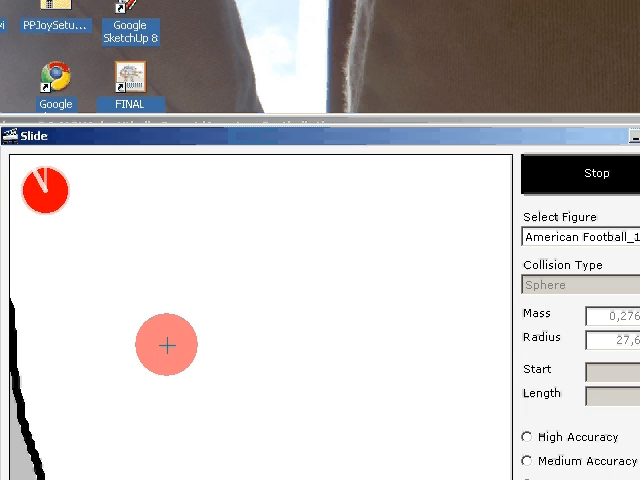 PPJoySetu...
Google
SketchUp 8
Google
FINAL
Slide
Stop
Select Figure
American Football_1
Collision Type
Sphere
Mass
0,276
Radius
27,6
Start
Length
High Accuracy
Medium Accuracy